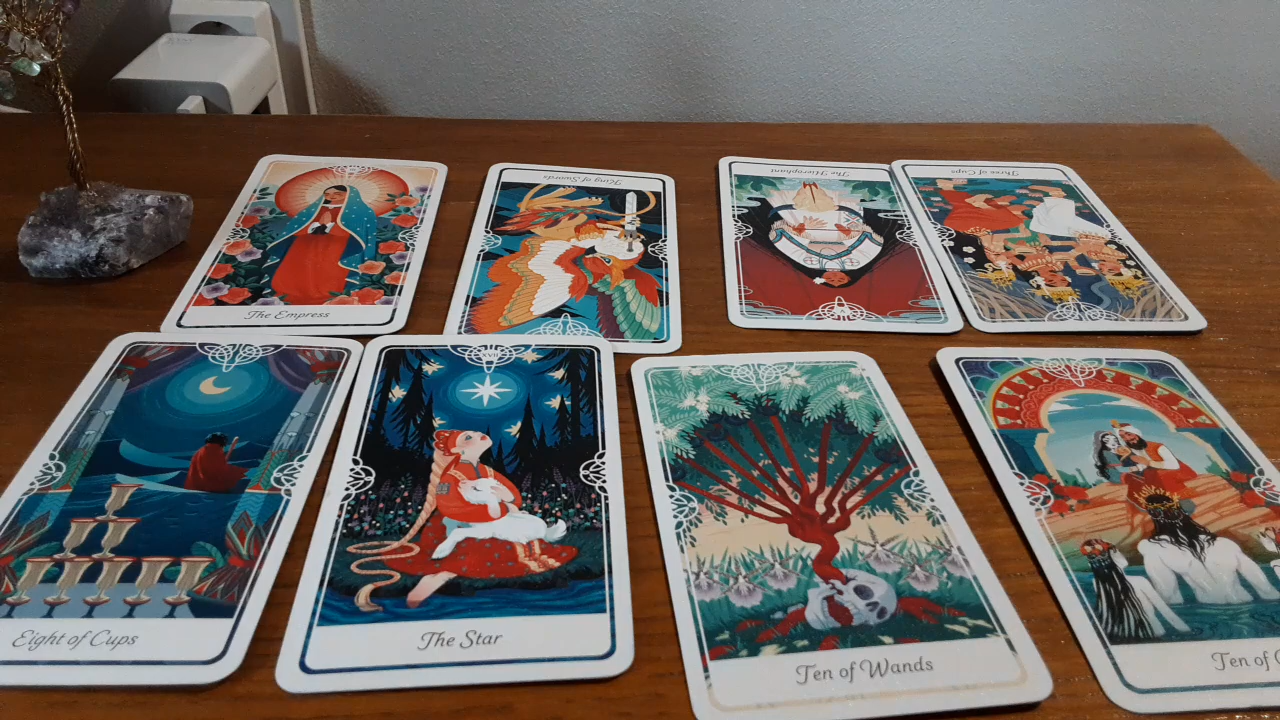 The Empress
King of Swords
The Hierophant
Three of Cups
Eight of Cups
XVII
The Star
Ten of Wands
Ten of C